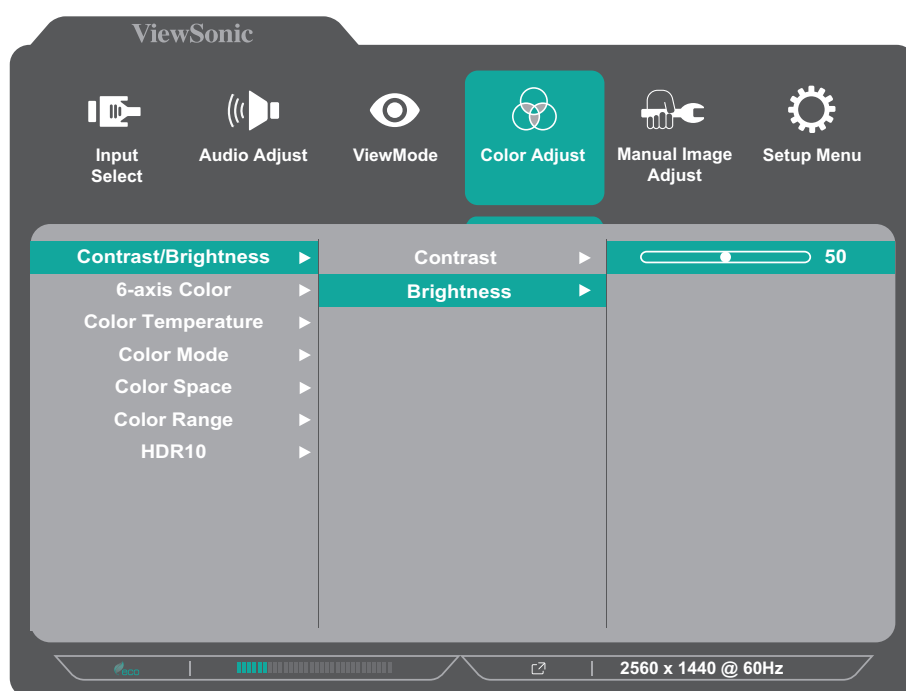 ViewSonic
Input
Select
Audio Adjust
ViewMode
Color Adjust
Manual Image
Adjust
Setup Menu
Contrast/Brightness
Contrast
50
6-axis Color
Brightness
Color Temperature
Color Mode
Color Space
Color Range
HDR10
eco
2560 x 1440 @ 60Hz